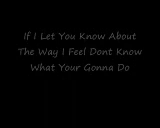 If I Let You Know About
The Way I Feel Dont Know
What Your Gonna Do